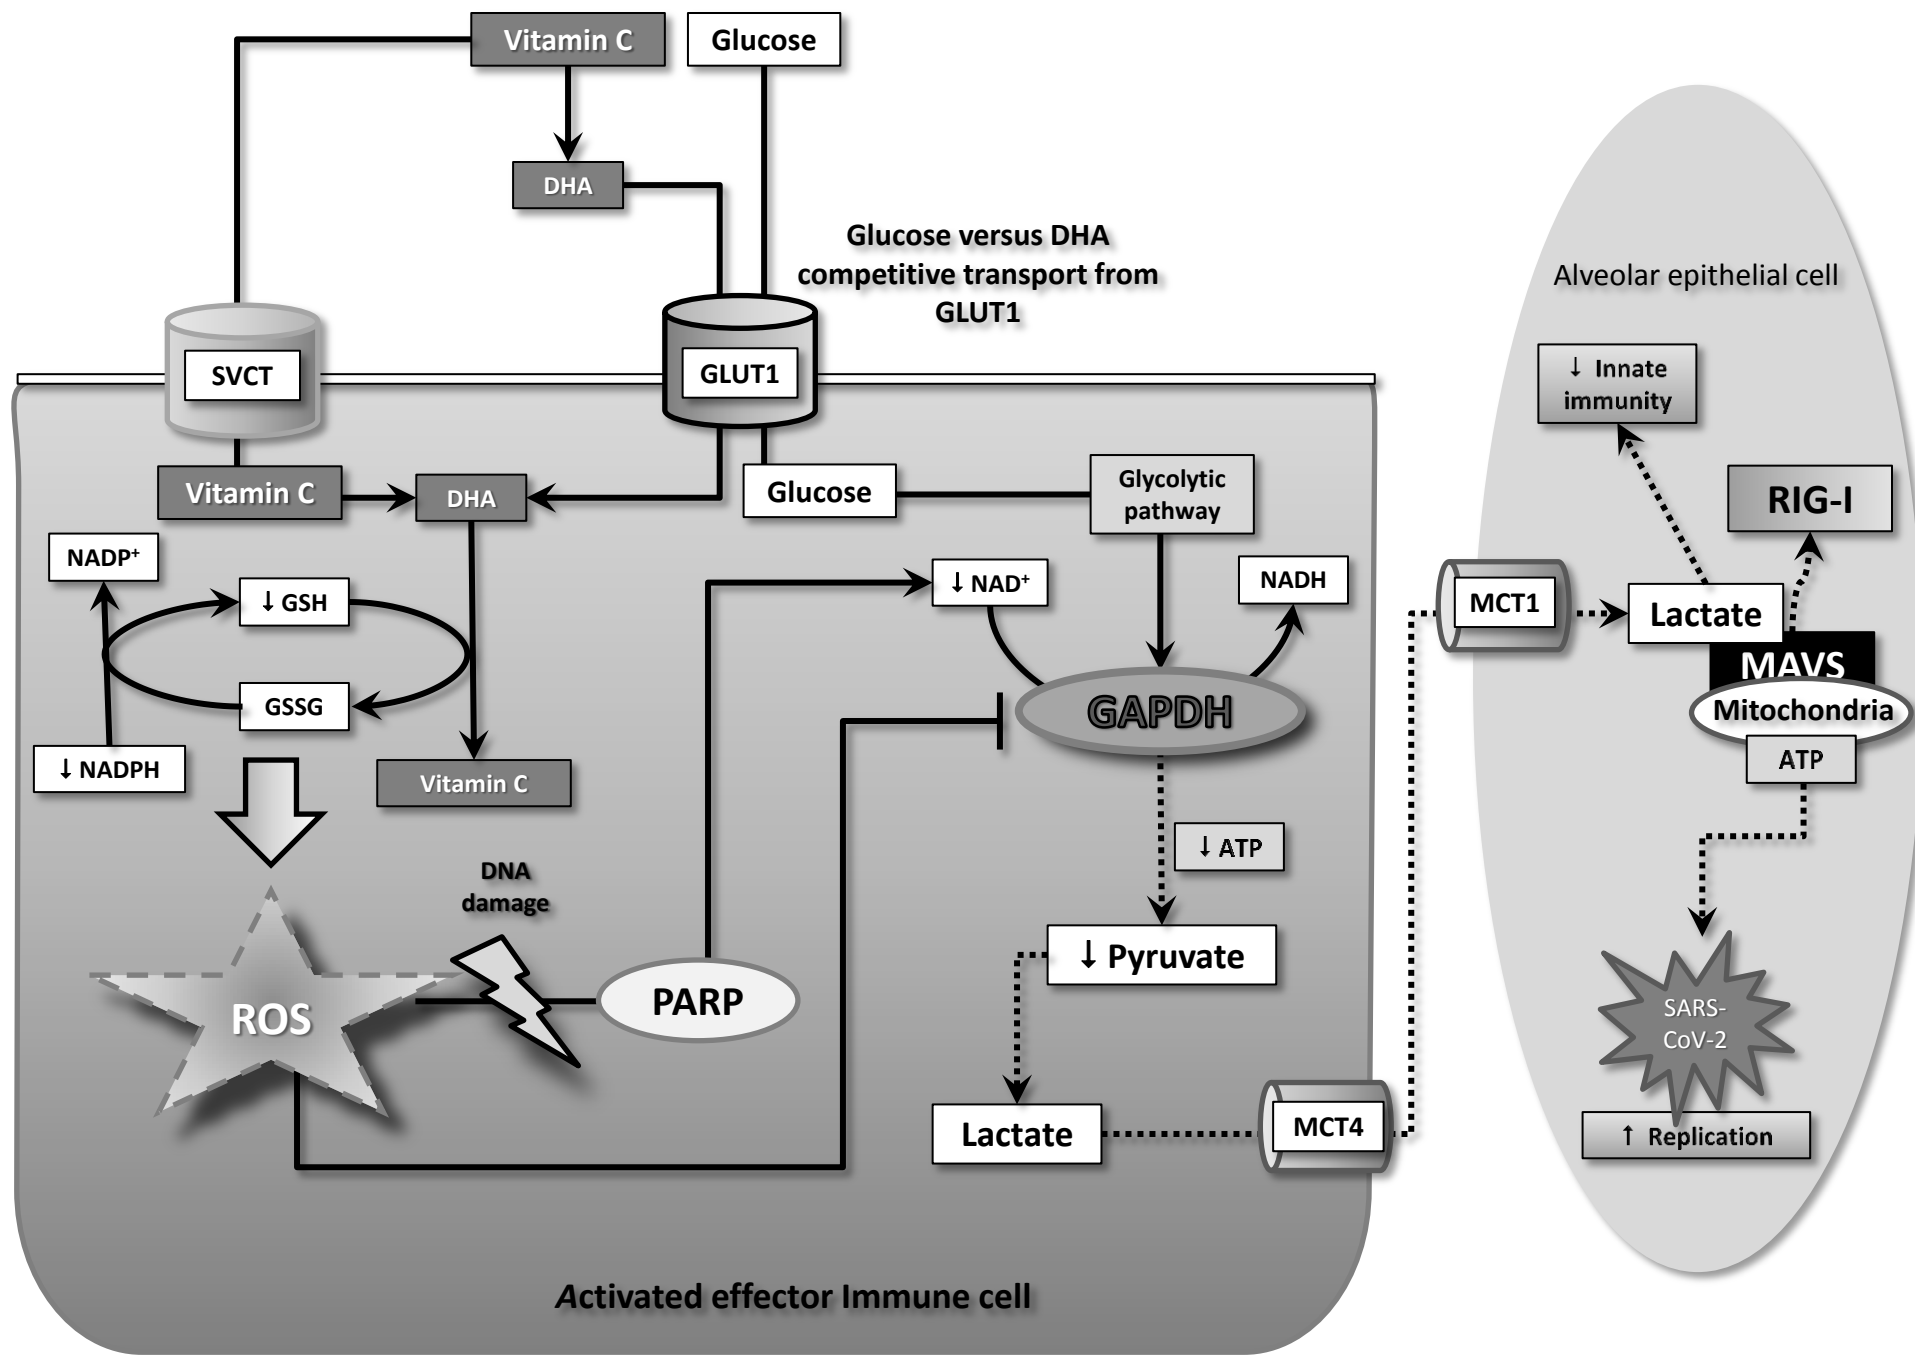 Vitamin C
Glucose
DHA
Glucose versus DHA
competitive transport from
GLUT1
SVCT
GLUT1
Vitamin C
DHA
Glucose
Glycolytic
pathway
NADP⁺
↓ GSH
↓ NAD⁺
NADH
GSSG
GAPDH
↓ NADPH
Vitamin C
↓ ATP
DNA
damage
ROS
PARP
↓ Pyruvate
Lactate
MCT4
Activated effector Immune cell
Alveolar epithelial cell
↓ Innate
immunity
RIG-I
MCT1
Lactate
MAVS
Mitochondria
ATP
SARS-
CoV-2
↑ Replication